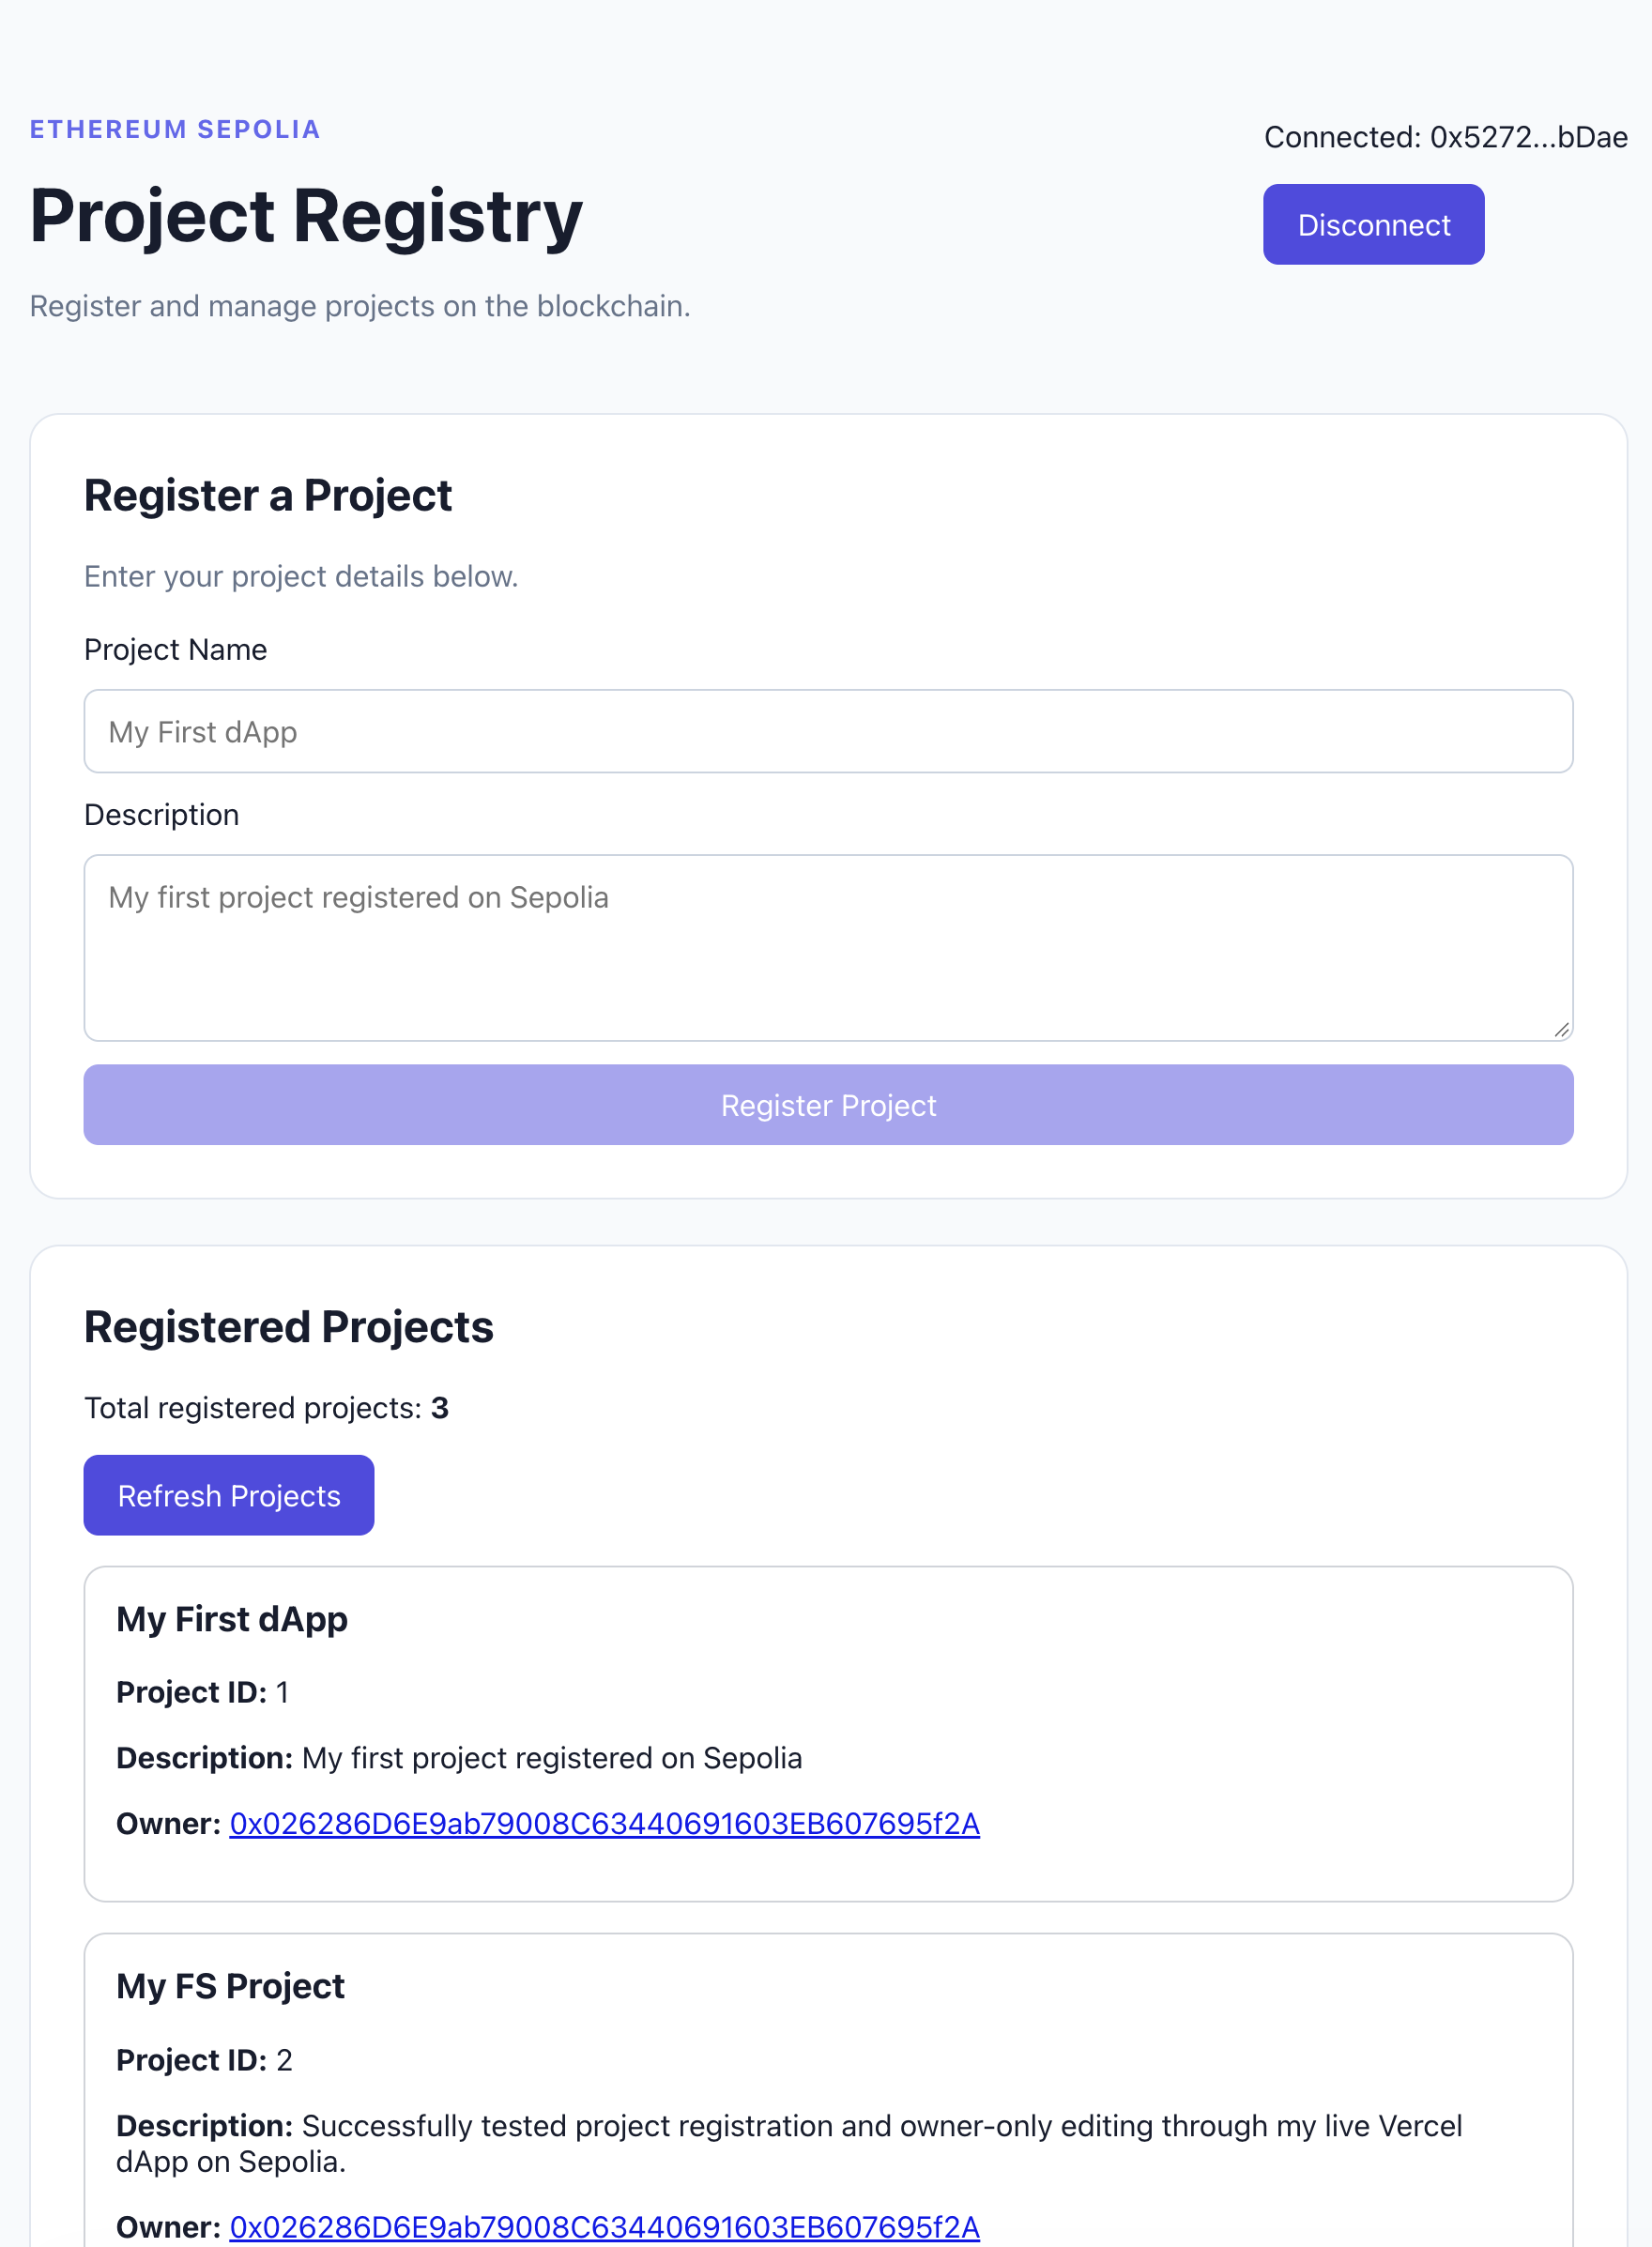 ETHEREUM SEPOLIA
Project Registry
Register and manage projects on the blockchain.
Connected: 0x5272...bDae
Disconnect
Register a Project
Enter your project details below.
Project Name
My First dApp
Description
My first project registered on Sepolia
Register Project
Registered Projects
Total registered projects: 3
Refresh Projects
My First dApp
Project ID: 1
Description: My first project registered on Sepolia
Owner: 0x026286D6E9ab79008C63440691603EB607695f2A
My FS Project
Project ID: 2
Description: Successfully tested project registration and owner-only editing through my live Vercel
dApp on Sepolia.
Owner: 0x026286D6E9ab79008C63440691603EB607695f2A